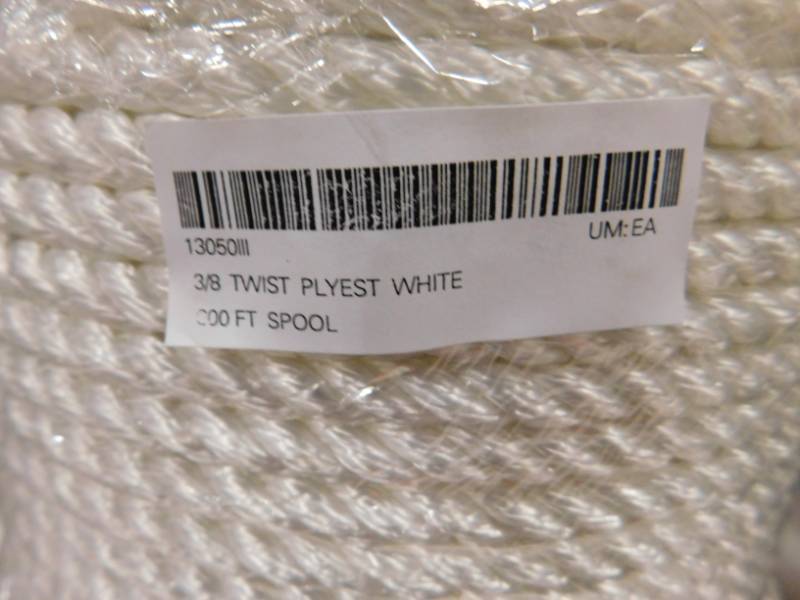 13050III
UM: EA
3/8 TWIST PLYEST WHITE
FT SPOOL